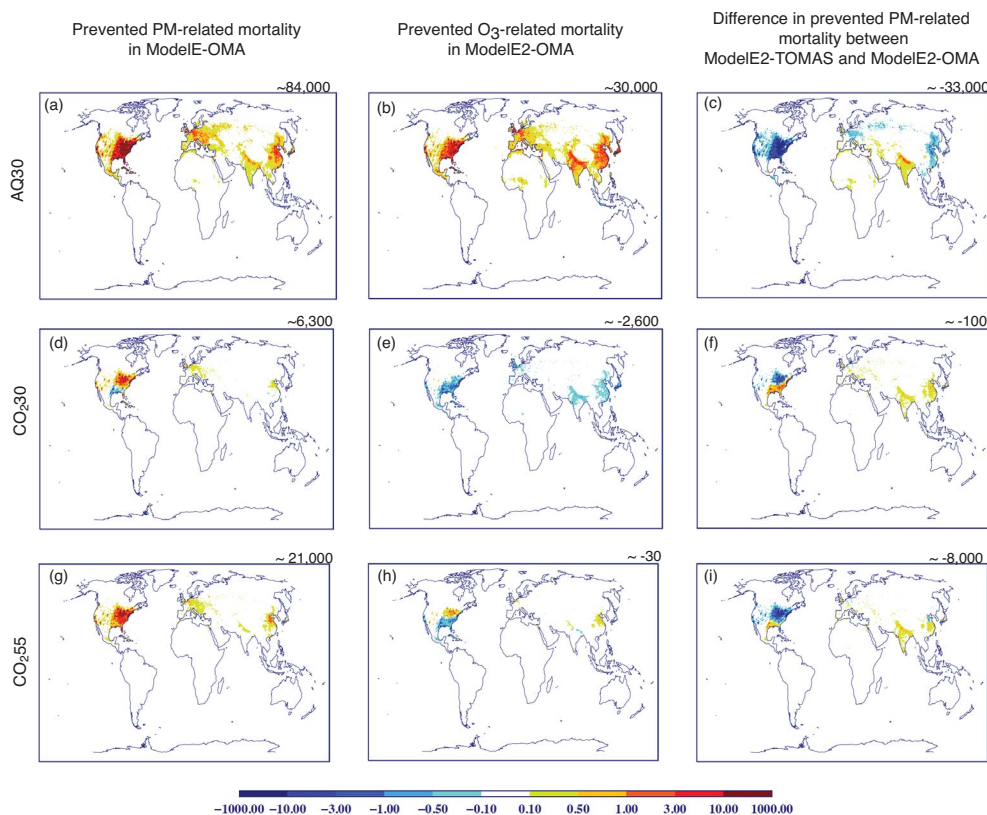 Prevented PM-related mortality
in ModelE-OMA
Prevented O3-related mortality
in ModelE2-OMA
Difference in prevented PM-related
mortality between
ModelE2-TOMAS and ModelE2-OMA
AQ30
(a)
~84,000
(b)
~30,000
(c)
~ -33,000
CO230
(d)
~6,300
(e)
~ -2,600
(f)
~ -100
CO255
(g)
~ 21,000
(h)
~ -30
(i)
~ -8,000
-1000.00 -10.00 -3.00 -1.00 -0.50 -0.10 0.10 0.50 1.00 3.00 10.00 1000.00